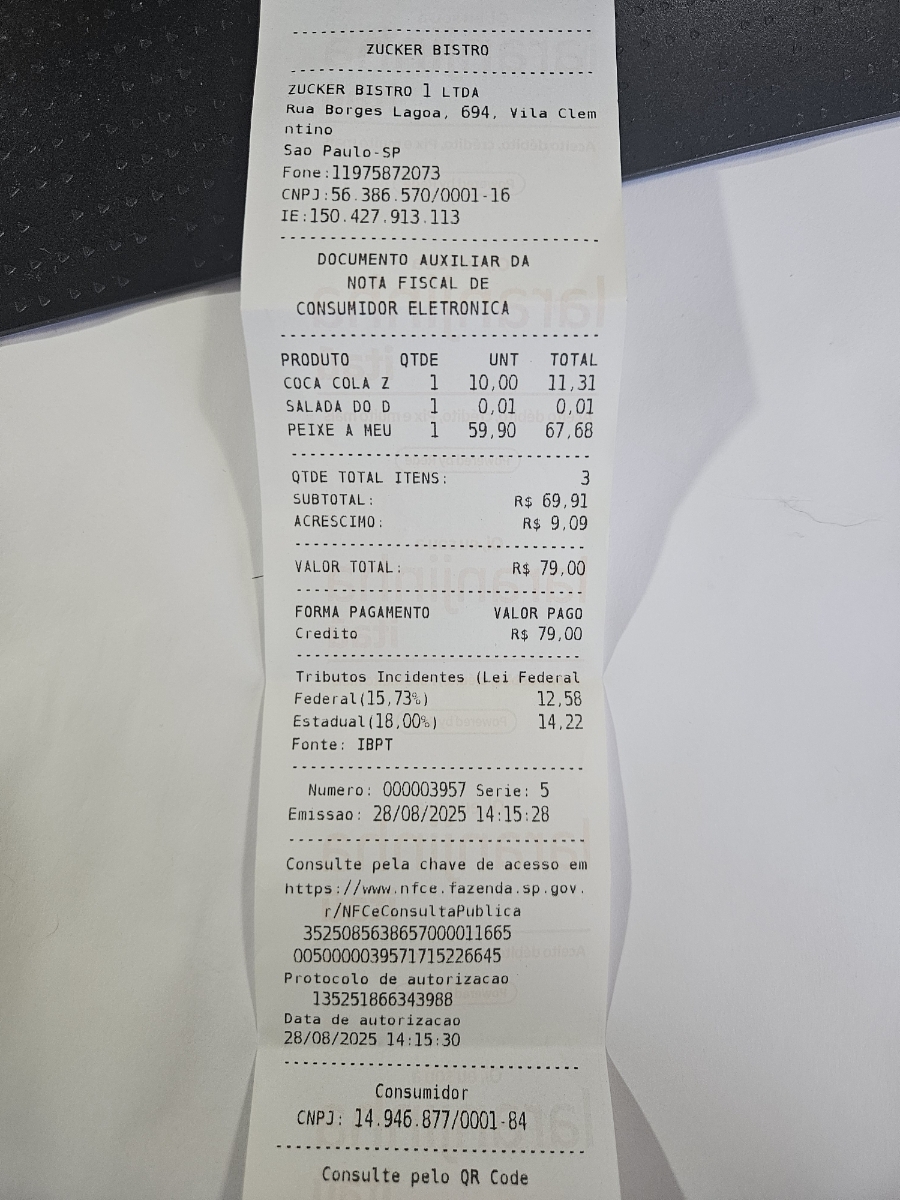 ZUCKER BISTRO
ZUCKER BISTRO 1 LTDA
Rua Borges Lagoa, 694, Vila Clem
ntino
Sao Paulo-SP
Fone:11975872073
CNPJ:56.386.570/0001-16
IE:150.427.913.113
DOCUMENTO AUXILIAR DA
NOTA FISCAL DE
CONSUMIDOR ELETRONICA
PRODUTO QTDE UNT TOTAL
COCA COLA Z 1 10,00 11,31
SALADA DO D 1 0,01 0,01
PEIXE A MEU 1 59,90 67,68
QTDE TOTAL ITENS: 3
SUBTOTAL: R$ 69,91
ACRESCIMO: R$ 9,09
VALOR TOTAL: R$ 79,00
FORMA PAGAMENTO VALOR PAGO
Credito R$ 79,00
Tributos Incidentes (Lei Federal
Federal(15,73%) 12,58
Estadual(18,00%) 14,22
Fonte: IBPT
Numero: 000003957 Serie: 5
Emissao: 28/08/2025 14:15:28
Consulte pela chave de acesso em
https://www.nfce.fazenda.sp.gov.
r/NFCeConsultaPublica
3525085638657000011665
0050000039571715226645
Protocolo de autorizacao
135251866343988
Data de autorizacao
28/08/2025 14:15:30
Consumidor
CNPJ: 14.946.877/0001-84
Consulte pelo QR Code